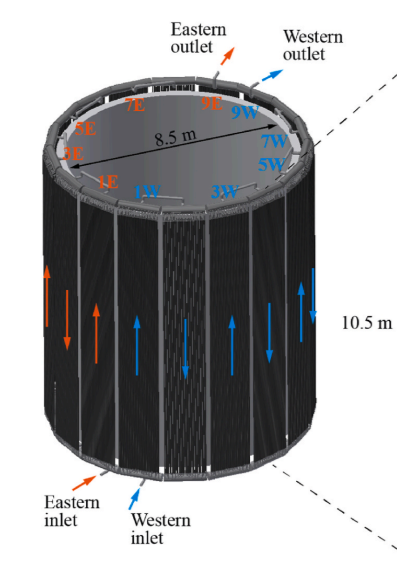 Eastern
outlet
Western
outlet
7E
9E
9W
5E
8.5 m
7W
3E
5W
1E
1W
3W
10.5 m
Eastern
inlet
Western
inlet